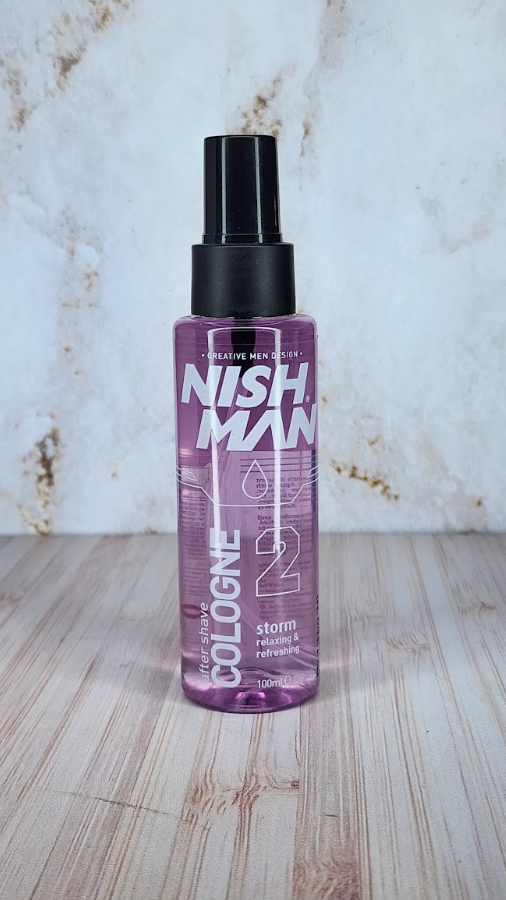 • CREATIVE MEN DESIGN •
NISH
MAN®
after shave
COLOGNE
2
storm
relaxing &
refreshing
100ml ℮